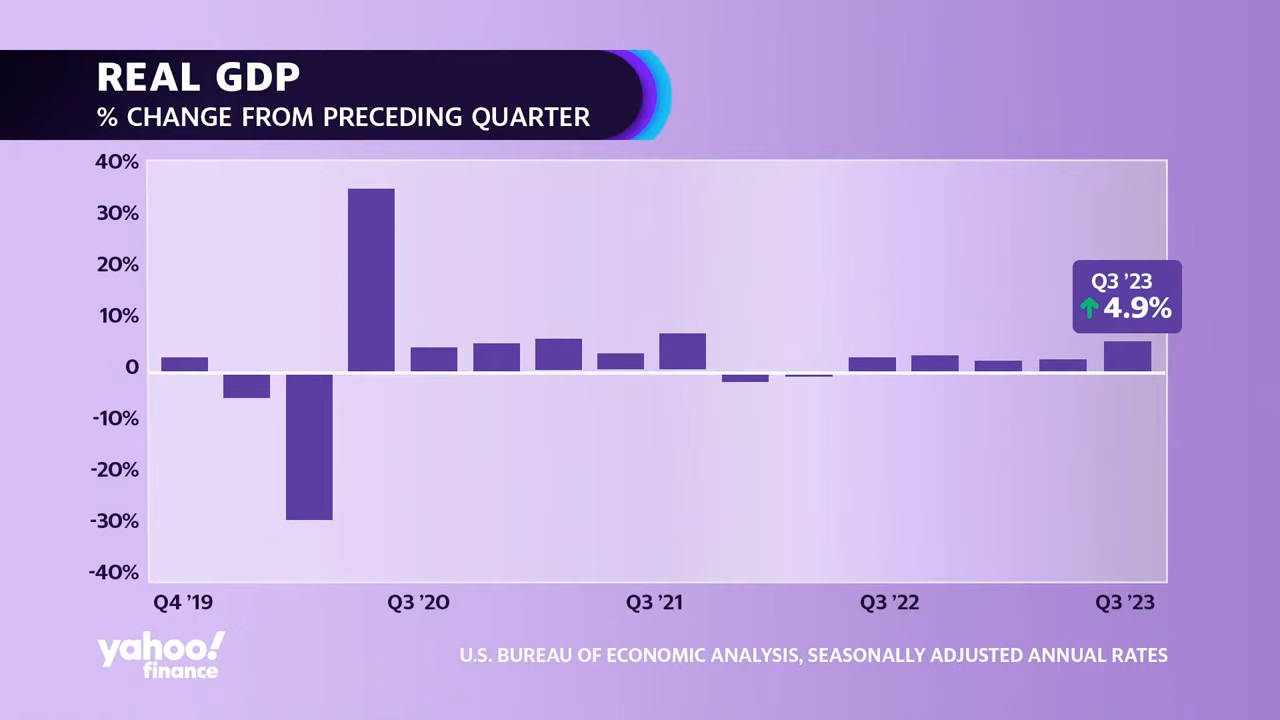 REAL GDP
% CHANGE FROM PRECEDING QUARTER
40%
30%
20%
10%
0
-10%
-20%
-30%
-40%
Q3 ’23
4.9%
Q4 ’19 Q3 ’20 Q3 ’21 Q3 ’22 Q3 ’23
yahoo!
finance
U.S. BUREAU OF ECONOMIC ANALYSIS, SEASONALLY ADJUSTED ANNUAL RATES